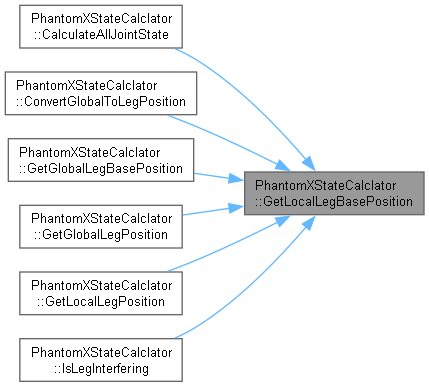 PhantomXStateCalclator
::CalculateAllJointState
PhantomXStateCalclator
::ConvertGlobalToLegPosition
PhantomXStateCalclator
::GetGlobalLegBasePosition
PhantomXStateCalclator
::GetGlobalLegPosition
PhantomXStateCalclator
::GetLocalLegPosition
PhantomXStateCalclator
::IsLegInterfering
PhantomXStateCalclator
::GetLocalLegBasePosition